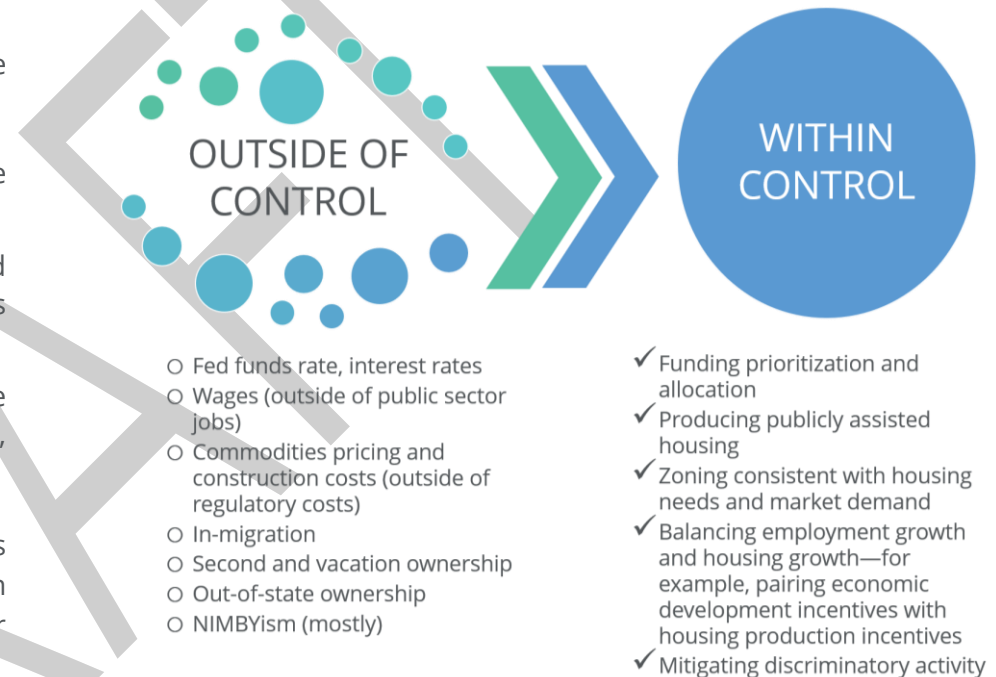 OUTSIDE OF
CONTROL
WITHIN
CONTROL
○ Fed funds rate, interest rates
○ Wages (outside of public sector
jobs)
○ Commodities pricing and
construction costs (outside of
regulatory costs)
○ In-migration
○ Second and vacation ownership
○ Out-of-state ownership
○ NIMBYism (mostly)
✓ Funding prioritization and
allocation
✓ Producing publicly assisted
housing
✓ Zoning consistent with housing
needs and market demand
✓ Balancing employment growth
and housing growth—for
example, pairing economic
development incentives with
housing production incentives
✓ Mitigating discriminatory activity